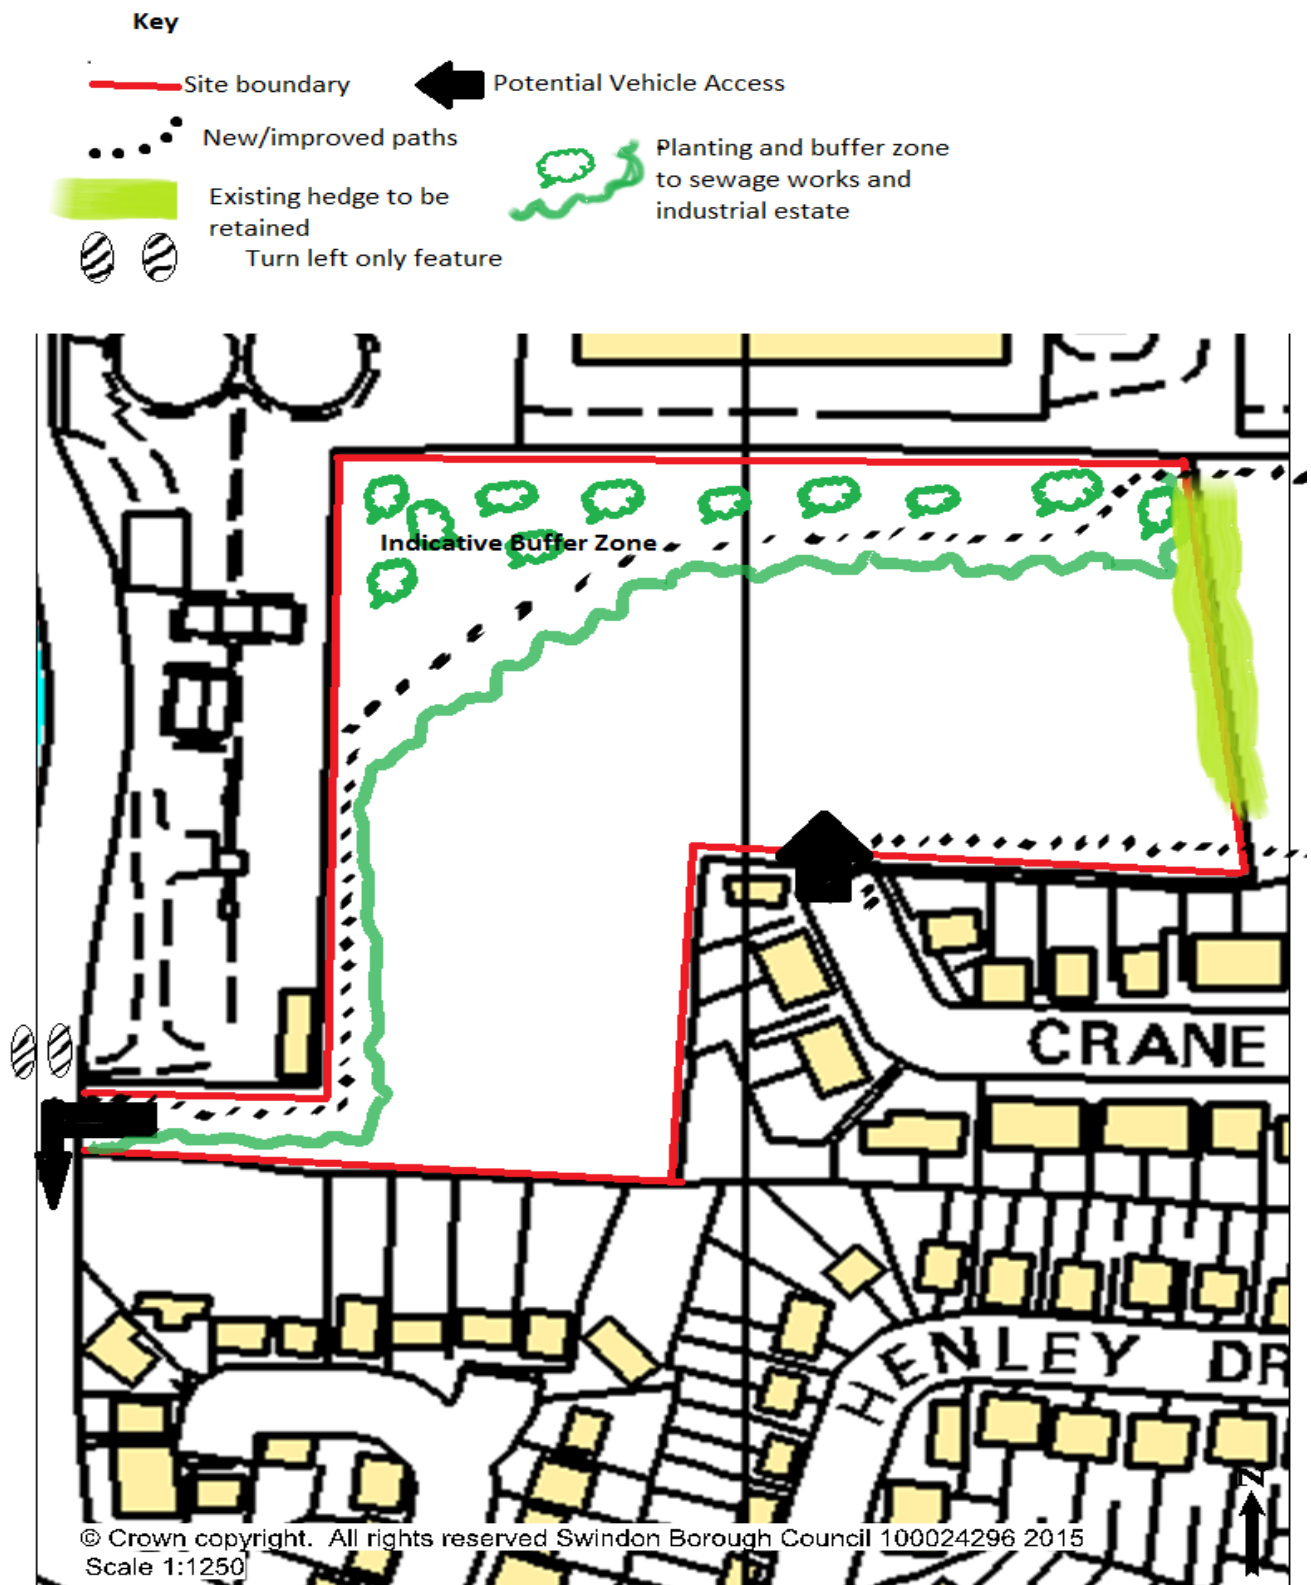 Key
Site boundary
Potential Vehicle Access
New/improved paths
Planting and buffer zone
to sewage works and
industrial estate
Existing hedge to be
retained
Turn left only feature
Indicative Buffer Zone
CRANE
HENLEY DR
N
© Crown copyright. All rights reserved Swindon Borough Council 100024296 2015
Scale 1:1250